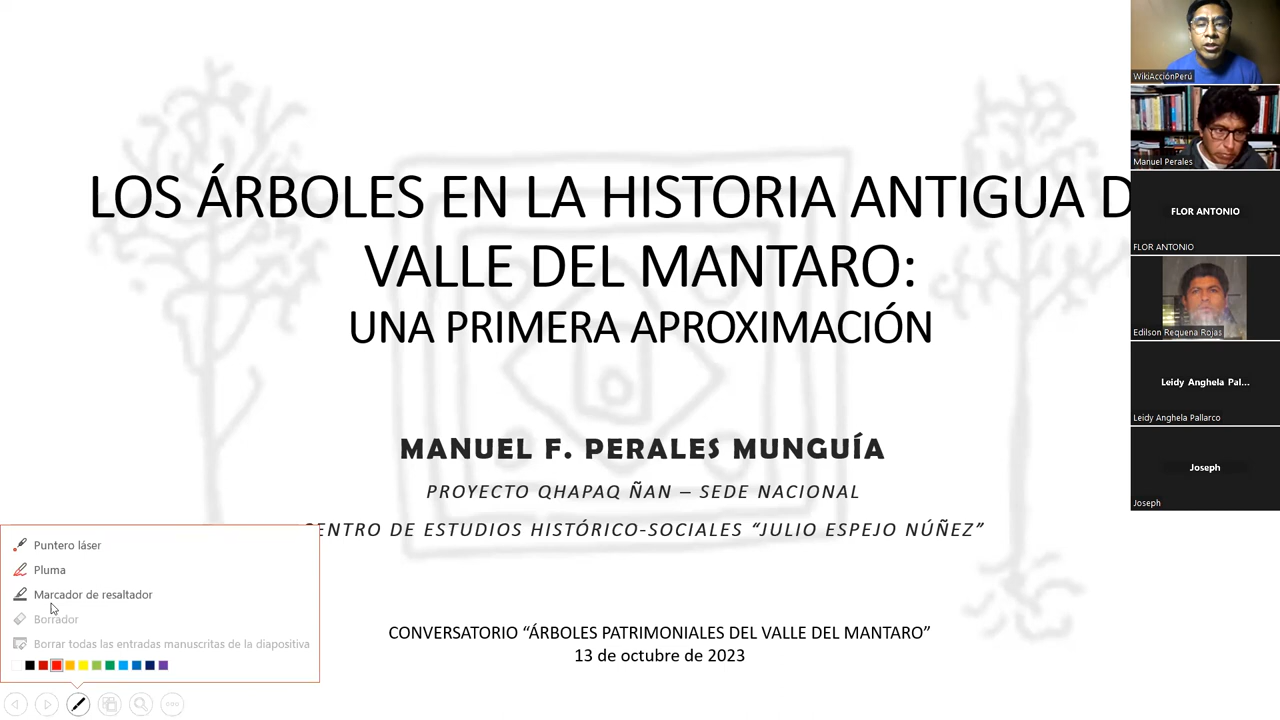 LOS ÁRBOLES EN LA HISTORIA ANTIGUA D
VALLE DEL MANTARO:
UNA PRIMERA APROXIMACIÓN
MANUEL F. PERALES MUNGUÍA
PROYECTO QHAPAQ ÑAN – SEDE NACIONAL
CENTRO DE ESTUDIOS HISTÓRICO-SOCIALES “JULIO ESPEJO NÚÑEZ”
CONVERSATORIO “ÁRBOLES PATRIMONIALES DEL VALLE DEL MANTARO”
13 de octubre de 2023
Puntero láser
Pluma
Marcador de resaltador
Borrador
Borrar todas las entradas manuscritas de la diapositiva
WikiAcciónPerú
Manuel Perales
FLOR ANTONIO
FLOR ANTONIO
Edilson Requena Rojas
Leidy Anghela Pal...
Leidy Anghela Pallarco
Joseph
Joseph